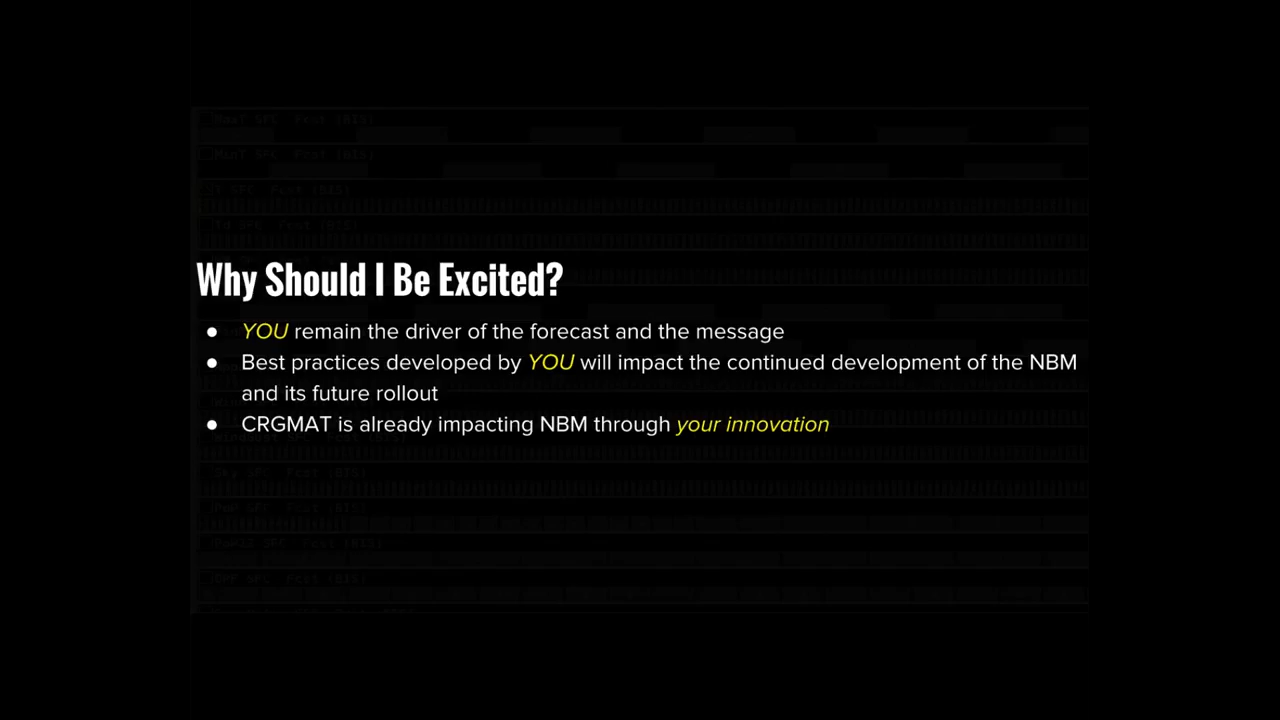 Why Should I Be Excited?
● YOU remain the driver of the forecast and the message
● Best practices developed by YOU will impact the continued development of the NBM
and its future rollout
● CRGMAT is already impacting NBM through your innovation